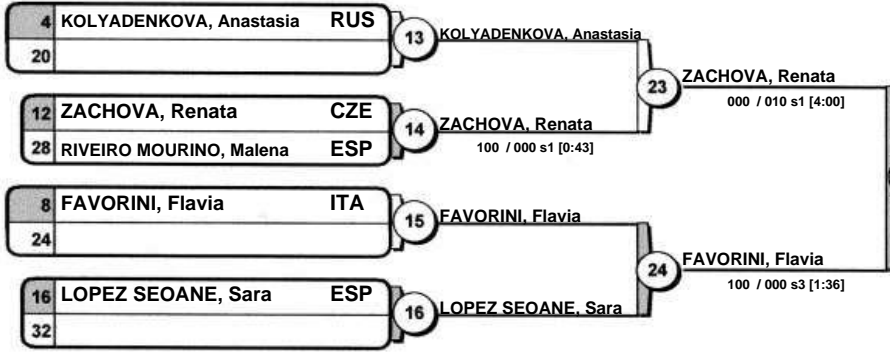 4 KOLYADENKOVA, Anastasia RUS
20
13
KOLYADENKOVA, Anastasia
12 ZACHOVA, Renata CZE
28 RIVEIRO MOURINO, Malena ESP
14
ZACHOVA, Renata
100 / 000 s1 [0:43]
23
ZACHOVA, Renata
000 / 010 s1 [4:00]
8 FAVORINI, Flavia ITA
24
15
FAVORINI, Flavia
16 LOPEZ SEOANE, Sara ESP
32
16
LOPEZ SEOANE, Sara
24
FAVORINI, Flavia
100 / 000 s3 [1:36]